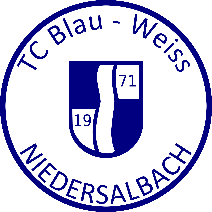 TC Blau - Weiss
19 71
NIEDERSALBACH